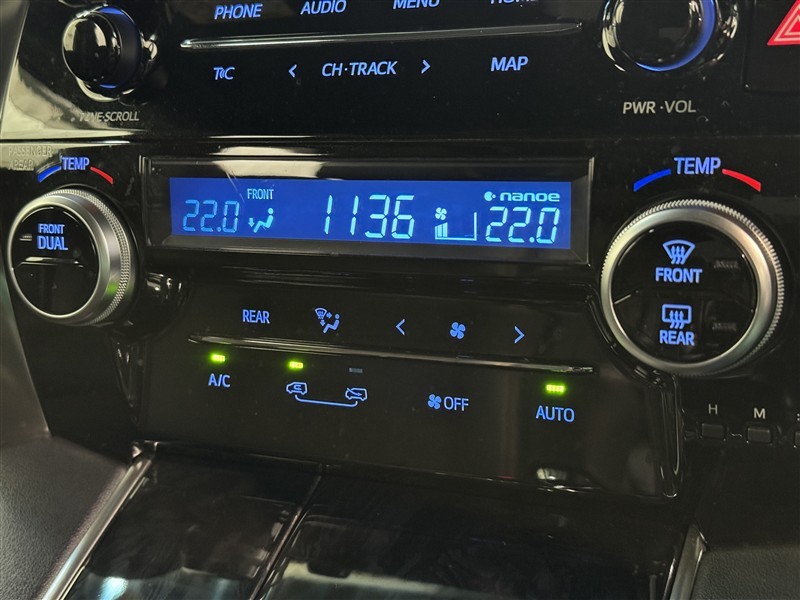 PHONE AUDIO MENU
CH·TRACK MAP
TUNE·SCROLL PWR·VOL
PASSENGER
TEMP TEMP
FRONT nanoe
22.0 1136 22.0
FRONT
DUAL
FRONT
REAR
REAR
A/C OFF AUTO
H M